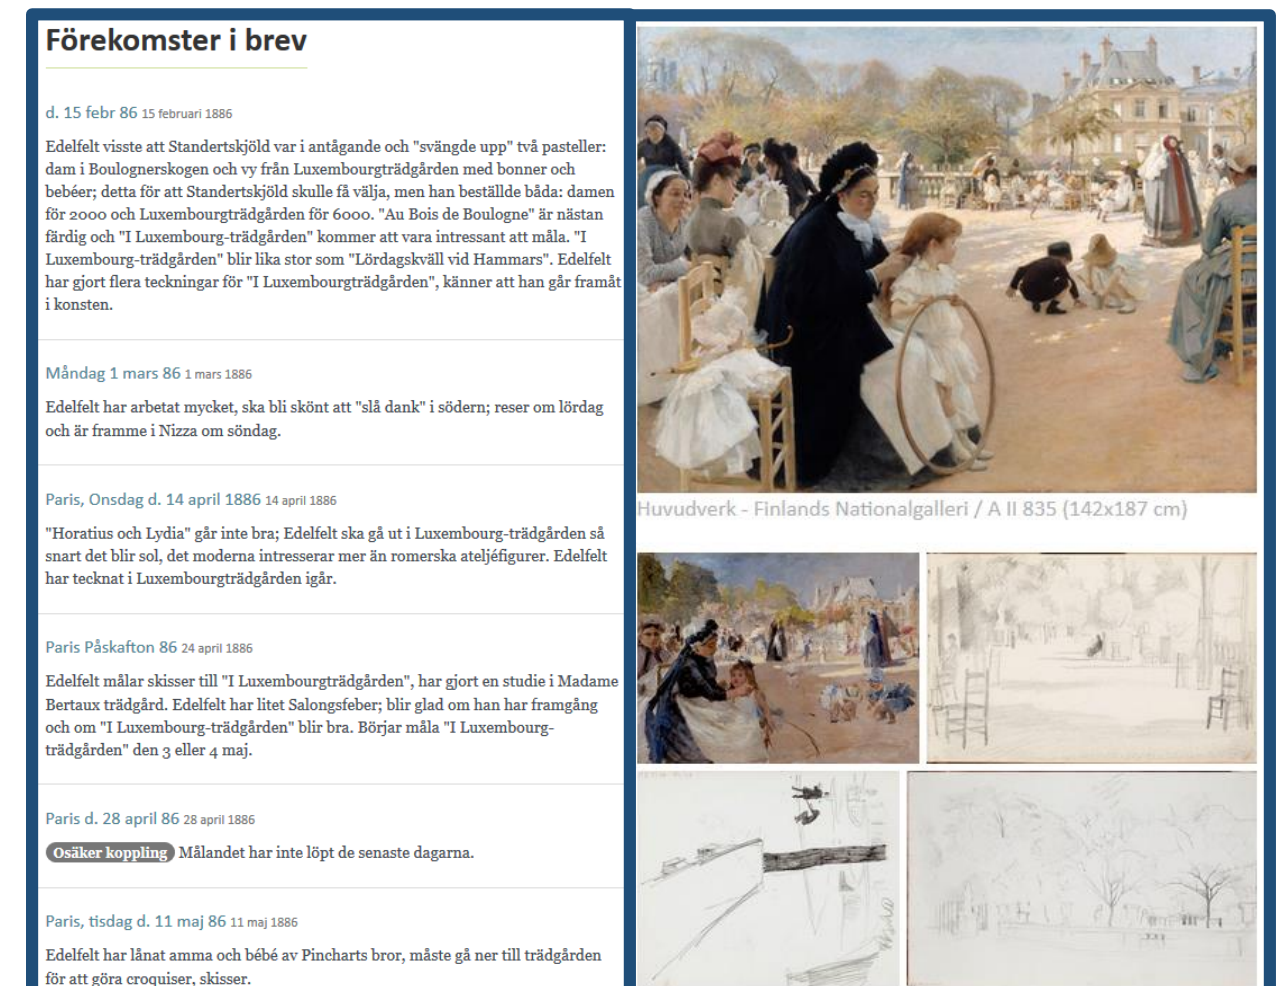 Förekomster i brev
d. 15 febr 86 15 februari 1886
Edelfelt visste att Standertskjöld var i antågande och "svängde upp" två pasteller:
dam i Boulognerskogen och vy från Luxembourgträdgården med bonner och
bebéer; detta för att Standertskjöld skulle få välja, men han beställde båda: damen
för 2000 och Luxembourgträdgården för 6000. "Au Bois de Boulogne" är nästan
färdig och "I Luxembourg-trädgården" kommer att vara intressant att måla. "I
Luxembourg-trädgården" blir lika stor som "Lördagskväll vid Hammars". Edelfelt
har gjort flera teckningar för "I Luxembourgträdgården", känner att han går framåt
i konsten.
Måndag 1 mars 86 1 mars 1886
Edelfelt har arbetat mycket, ska bli skönt att "slå dank" i södern; reser om lördag
och är framme i Nizza om söndag.
Paris, Onsdag d. 14 april 1886 14 april 1886
"Horatius och Lydia" går inte bra; Edelfelt ska gå ut i Luxembourg-trädgården så
snart det blir sol, det moderna intresserar mer än romerska ateljéfigurer. Edelfelt
har tecknat i Luxembourgträdgården igår.
Paris Påskafton 86 24 april 1886
Edelfelt målar skisser till "I Luxembourgträdgården", har gjort en studie i Madame
Bertaux trädgård. Edelfelt har litet Salongsfeber; blir glad om han har framgång
och om "I Luxembourg-trädgården" blir bra. Börjar måla "I Luxembourg-
trädgården" den 3 eller 4 maj.
Paris d. 28 april 86 28 april 1886
Osäker koppling Målandet har inte löpt de senaste dagarna.
Paris, tisdag d. 11 maj 86 11 maj 1886
Edelfelt har lånat amma och bébé av Pincharts bror, måste gå ner till trädgården
för att göra croquiser, skisser.
Huvudverk - Finlands Nationalgalleri / A II 835 (142x187 cm)